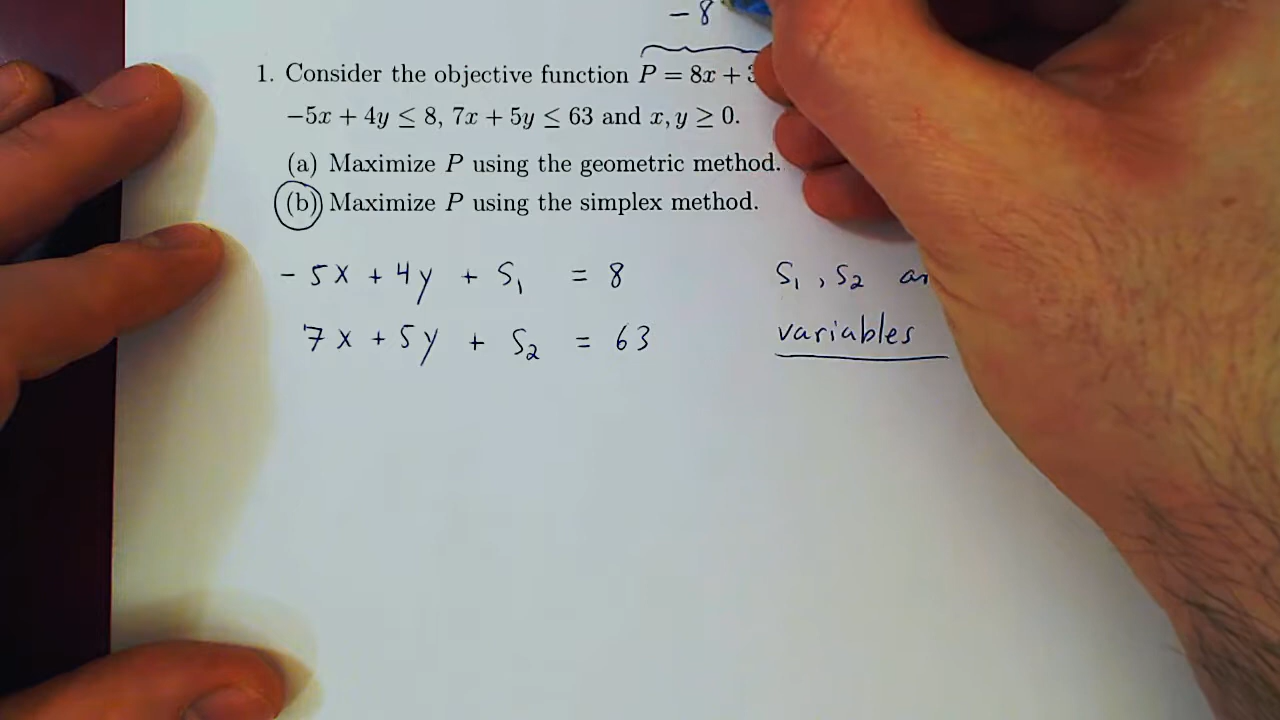 - 8
1. Consider the objective function P = 8x +
−5x + 4y ≤ 8, 7x + 5y ≤ 63 and x, y ≥ 0.
(a) Maximize P using the geometric method.
(b) Maximize P using the simplex method.
- 5x + 4y + S₁ = 8
S₁ , S₂
7x + 5y + S₂ = 63
variables